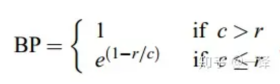 BP = { 1 if c > r
e^(1-r/c) if c ≤ r
知乎